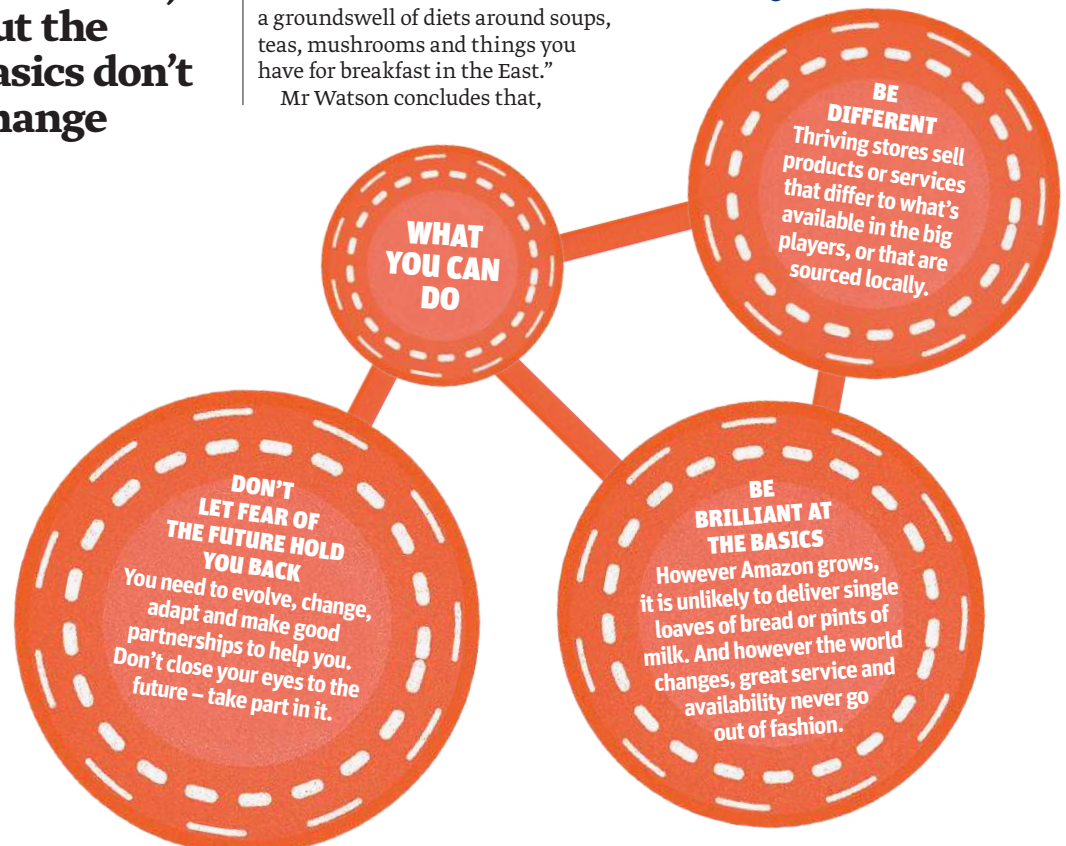 ut the
asics don't
hange
a groundswell of diets around soups,
teas, mushrooms and things you
have for breakfast in the East.”
Mr Watson concludes that,
WHAT
YOU CAN
DO
BE
DIFFERENT
Thriving stores sell
products or services
that differ to what's
available in the big
players, or that are
sourced locally.
DON'T
LET FEAR OF
THE FUTURE HOLD
YOU BACK
You need to evolve, change,
adapt and make good
partnerships to help you.
Don't close your eyes to the
future – take part in it.
BE
BRILLIANT AT
THE BASICS
However Amazon grows,
it is unlikely to deliver single
loaves of bread or pints of
milk. And however the world
changes, great service and
availability never go
out of fashion.